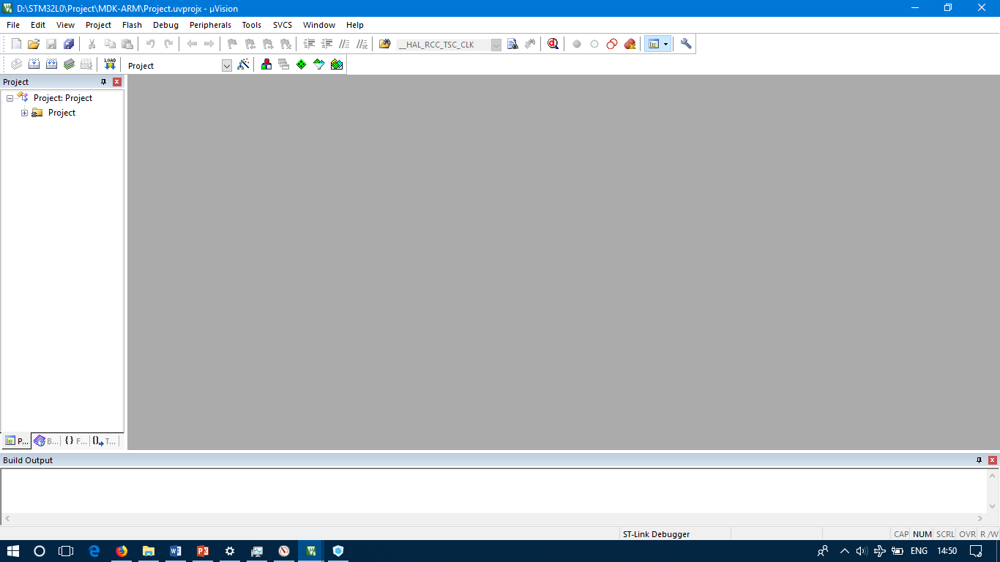 D:\STM32L0\Project\MDK-ARM\Project.uvprojx - µVision
File Edit View Project Flash Debug Peripherals Tools SVCS Window Help
__HAL_RCC_TSC_CLK
LOAD Project
Project
Project: Project
Project
P... B... {} F... {} T...
Build Output
ST-Link Debugger CAP NUM SCRL OVR R /W
ENG 14:50